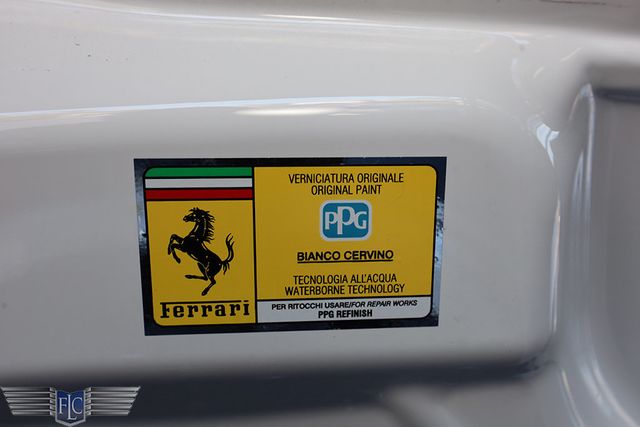 VERNICIATURA ORIGINALE
ORIGINAL PAINT
PPG
BIANCO CERVINO
TECNOLOGIA ALL'ACQUA
WATERBORNE TECHNOLOGY
PER RITOCCHI USARE/FOR REPAIR WORKS
PPG REFINISH
Ferrari
FLC